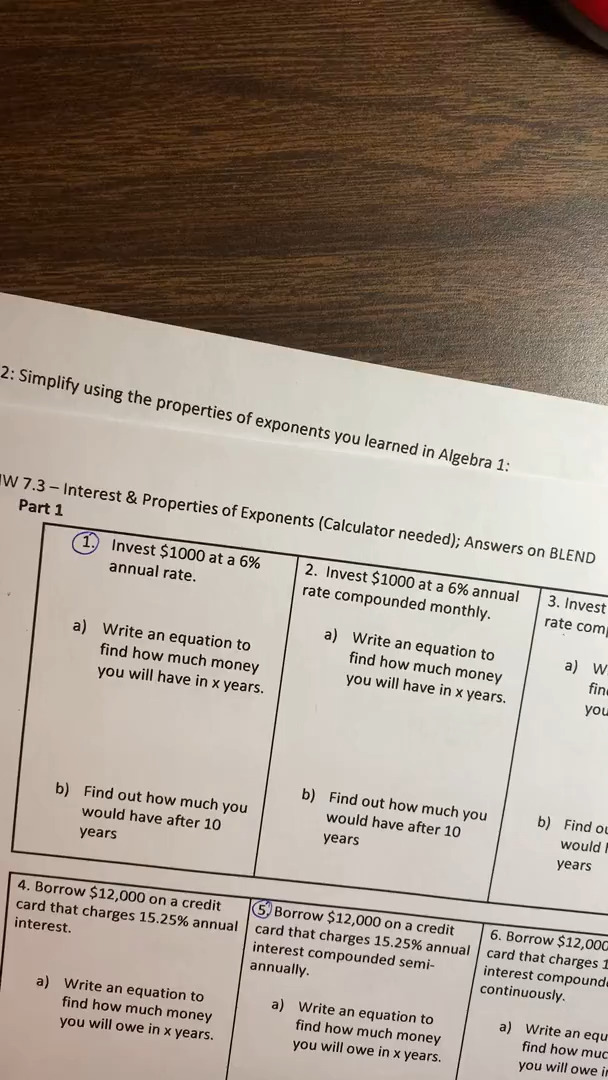 2: Simplify using the properties of exponents you learned in Algebra 1:
7.3 – Interest & Properties of Exponents (Calculator needed); Answers on BLEND
Part 1
1. Invest $1000 at a 6%
annual rate.
a) Write an equation to
find how much money
you will have in x years.
b) Find out how much you
would have after 10
years
2. Invest $1000 at a 6% annual
rate compounded monthly.
a) Write an equation to
find how much money
you will have in x years.
b) Find out how much you
would have after 10
years
3. Invest
rate
a)
you
b) Find
would
years
4. Borrow $12,000 on a credit
card that charges 15.25% annual
interest.
a) Write an equation to
find how much money
you will owe in x years.
5. Borrow $12,000 on a credit
card that charges 15.25% annual
interest compounded semi-
annually.
a) Write an equation to
find how much money
you will owe in x years.
6. Borrow $12,000
card that charges
interest
continuously.
a) Write an
find how
you will owe